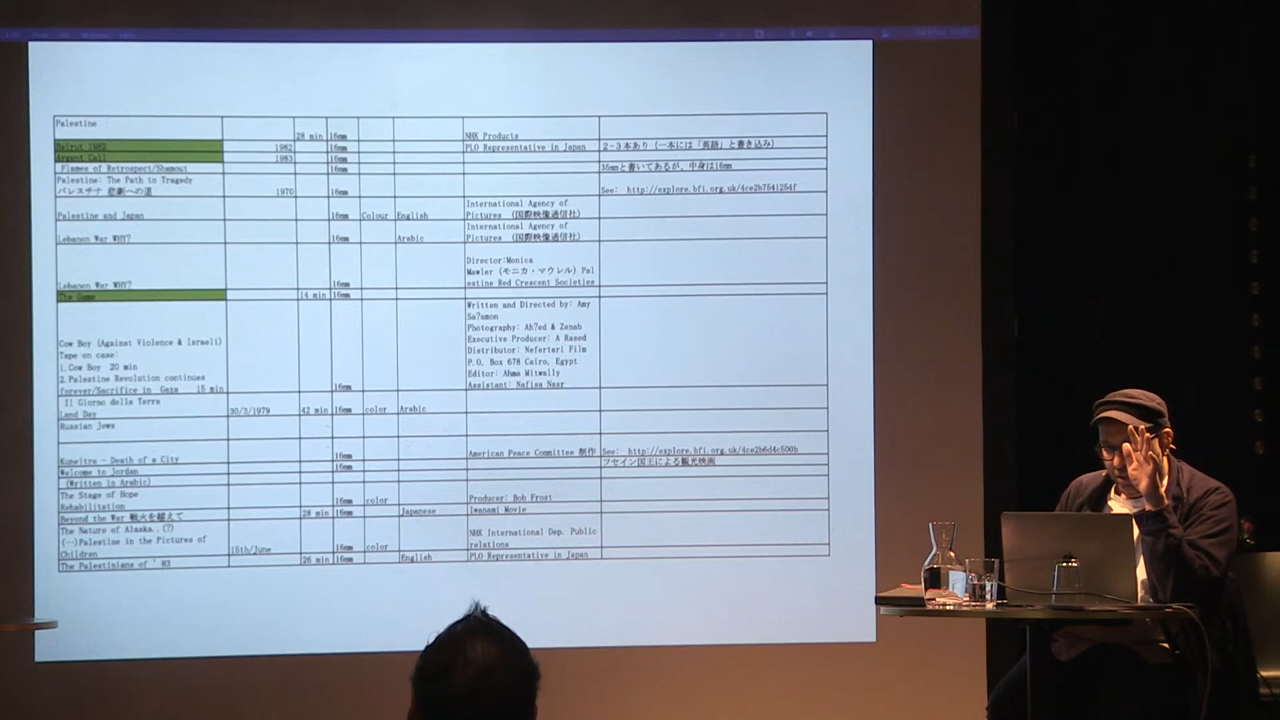 Palestine
28 min 16mm NHK Products
Beirut 1982 1982 16mm PLO Representative in Japan 2-3本あり (一本には「英語」と書き込み)
Argent Call 1983 16mm
Flames of Retrospect/Shamout 16mm 35mmと書いてあるが、中身は16mm
Palestine: The Path to Tragedy
パレスチナ 悲劇への道 1970 16mm See: http://explore.bfi.org.uk/4ce2b7541254f
International Agency of
Palestine and Japan 16mm Colour English Pictures (国際映像通信社)
International Agency of
Lebanon War WHY? 16mm Arabic Pictures (国際映像通信社)
Director:Monica
Mawler (モニカ・マウレル) Pal
Lebanon War WHY? 16mm estine Red Crescent Societies
The Game 14 min 16mm
Written and Directed by: Amy
Sa?amon
Photography: Ah?ed & Zenab
Executive Producer: A Raxed
Cow Boy (Against Violence & Israeli) Distributor: Nefertari Film
Tape on case: P.O. Box 678 Cairo, Egypt
1. Cow Boy 20 min Editor: Ahma Mitwally
2. Palestine Revolution continues
forever/Sacrifice in Gaza 15 min 16mm Assistant: Nafisa Nasr
Il Giorno della Terra
Land Day 30/3/1979 42 min 16mm color Arabic
Russian Jews
Kuneitra - Death of a City 16mm American Peace Committee 制作 See: http://explore.bfi.org.uk/4ce2b6d4c500b
Welcome to Jordan 16mm フセイン国王による観光映画
(Written in Arabic)
The Stage of Hope
Rehabilitation 16mm color Producer: Bob Frost
Beyond the War 戦火を越えて 28 min 16mm Japanese Iwanami Movie
The Nature of Alaska..(?)
(…)Palestine in the Pictures of NHK International Dep. Public
Children 15th/June 16mm color relations
The Palestinians of '83 26 min 16mm English PLO Representative in Japan